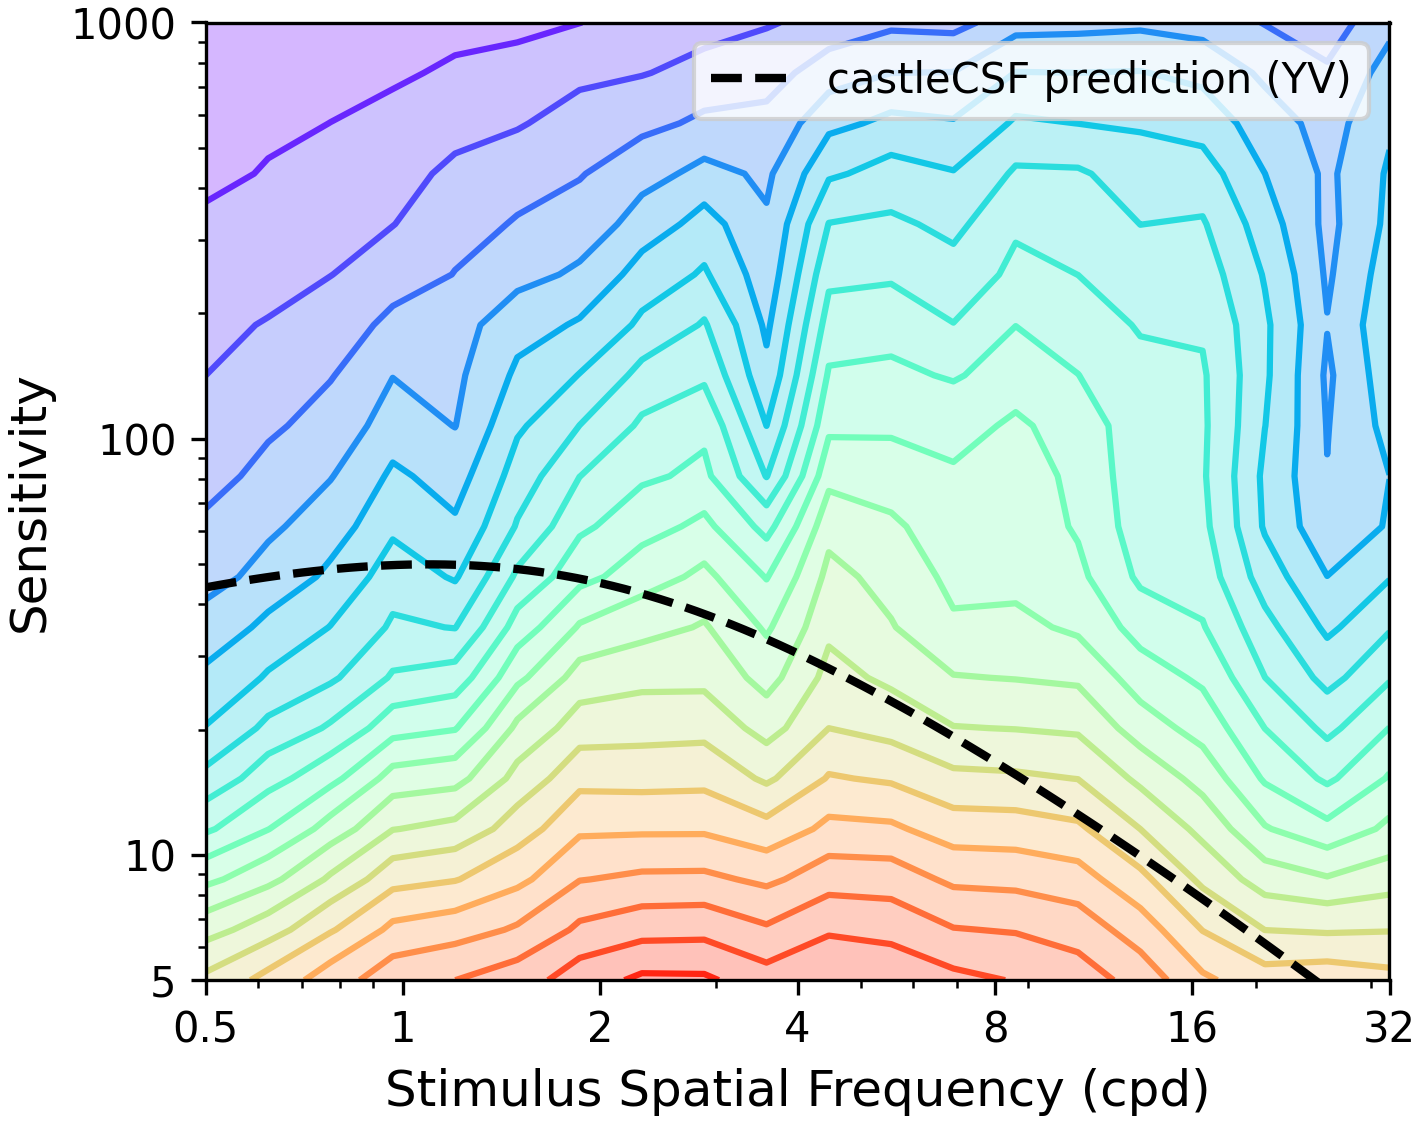 1000
castleCSF prediction (YV)
Sensitivity
100
10
5
0.5 1 2 4 8 16 32
Stimulus Spatial Frequency (cpd)